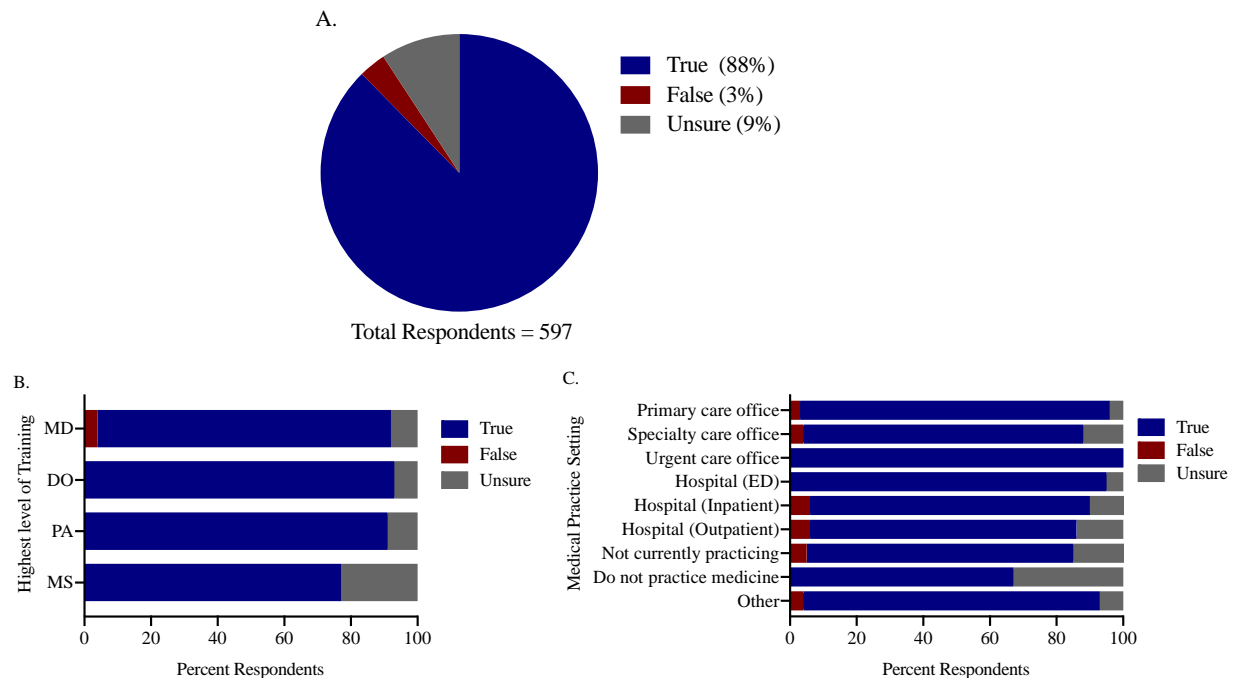 A.
True (88%)
False (3%)
Unsure (9%)
Total Respondents = 597
B.
Highest level of Training
MD
DO
PA
MS
0 20 40 60 80 100
Percent Respondents
True
False
Unsure
C.
Medical Practice Setting
Primary care office
Specialty care office
Urgent care office
Hospital (ED)
Hospital (Inpatient)
Hospital (Outpatient)
Not currently practicing
Do not practice medicine
Other
0 20 40 60 80 100
Percent Respondents
True
False
Unsure